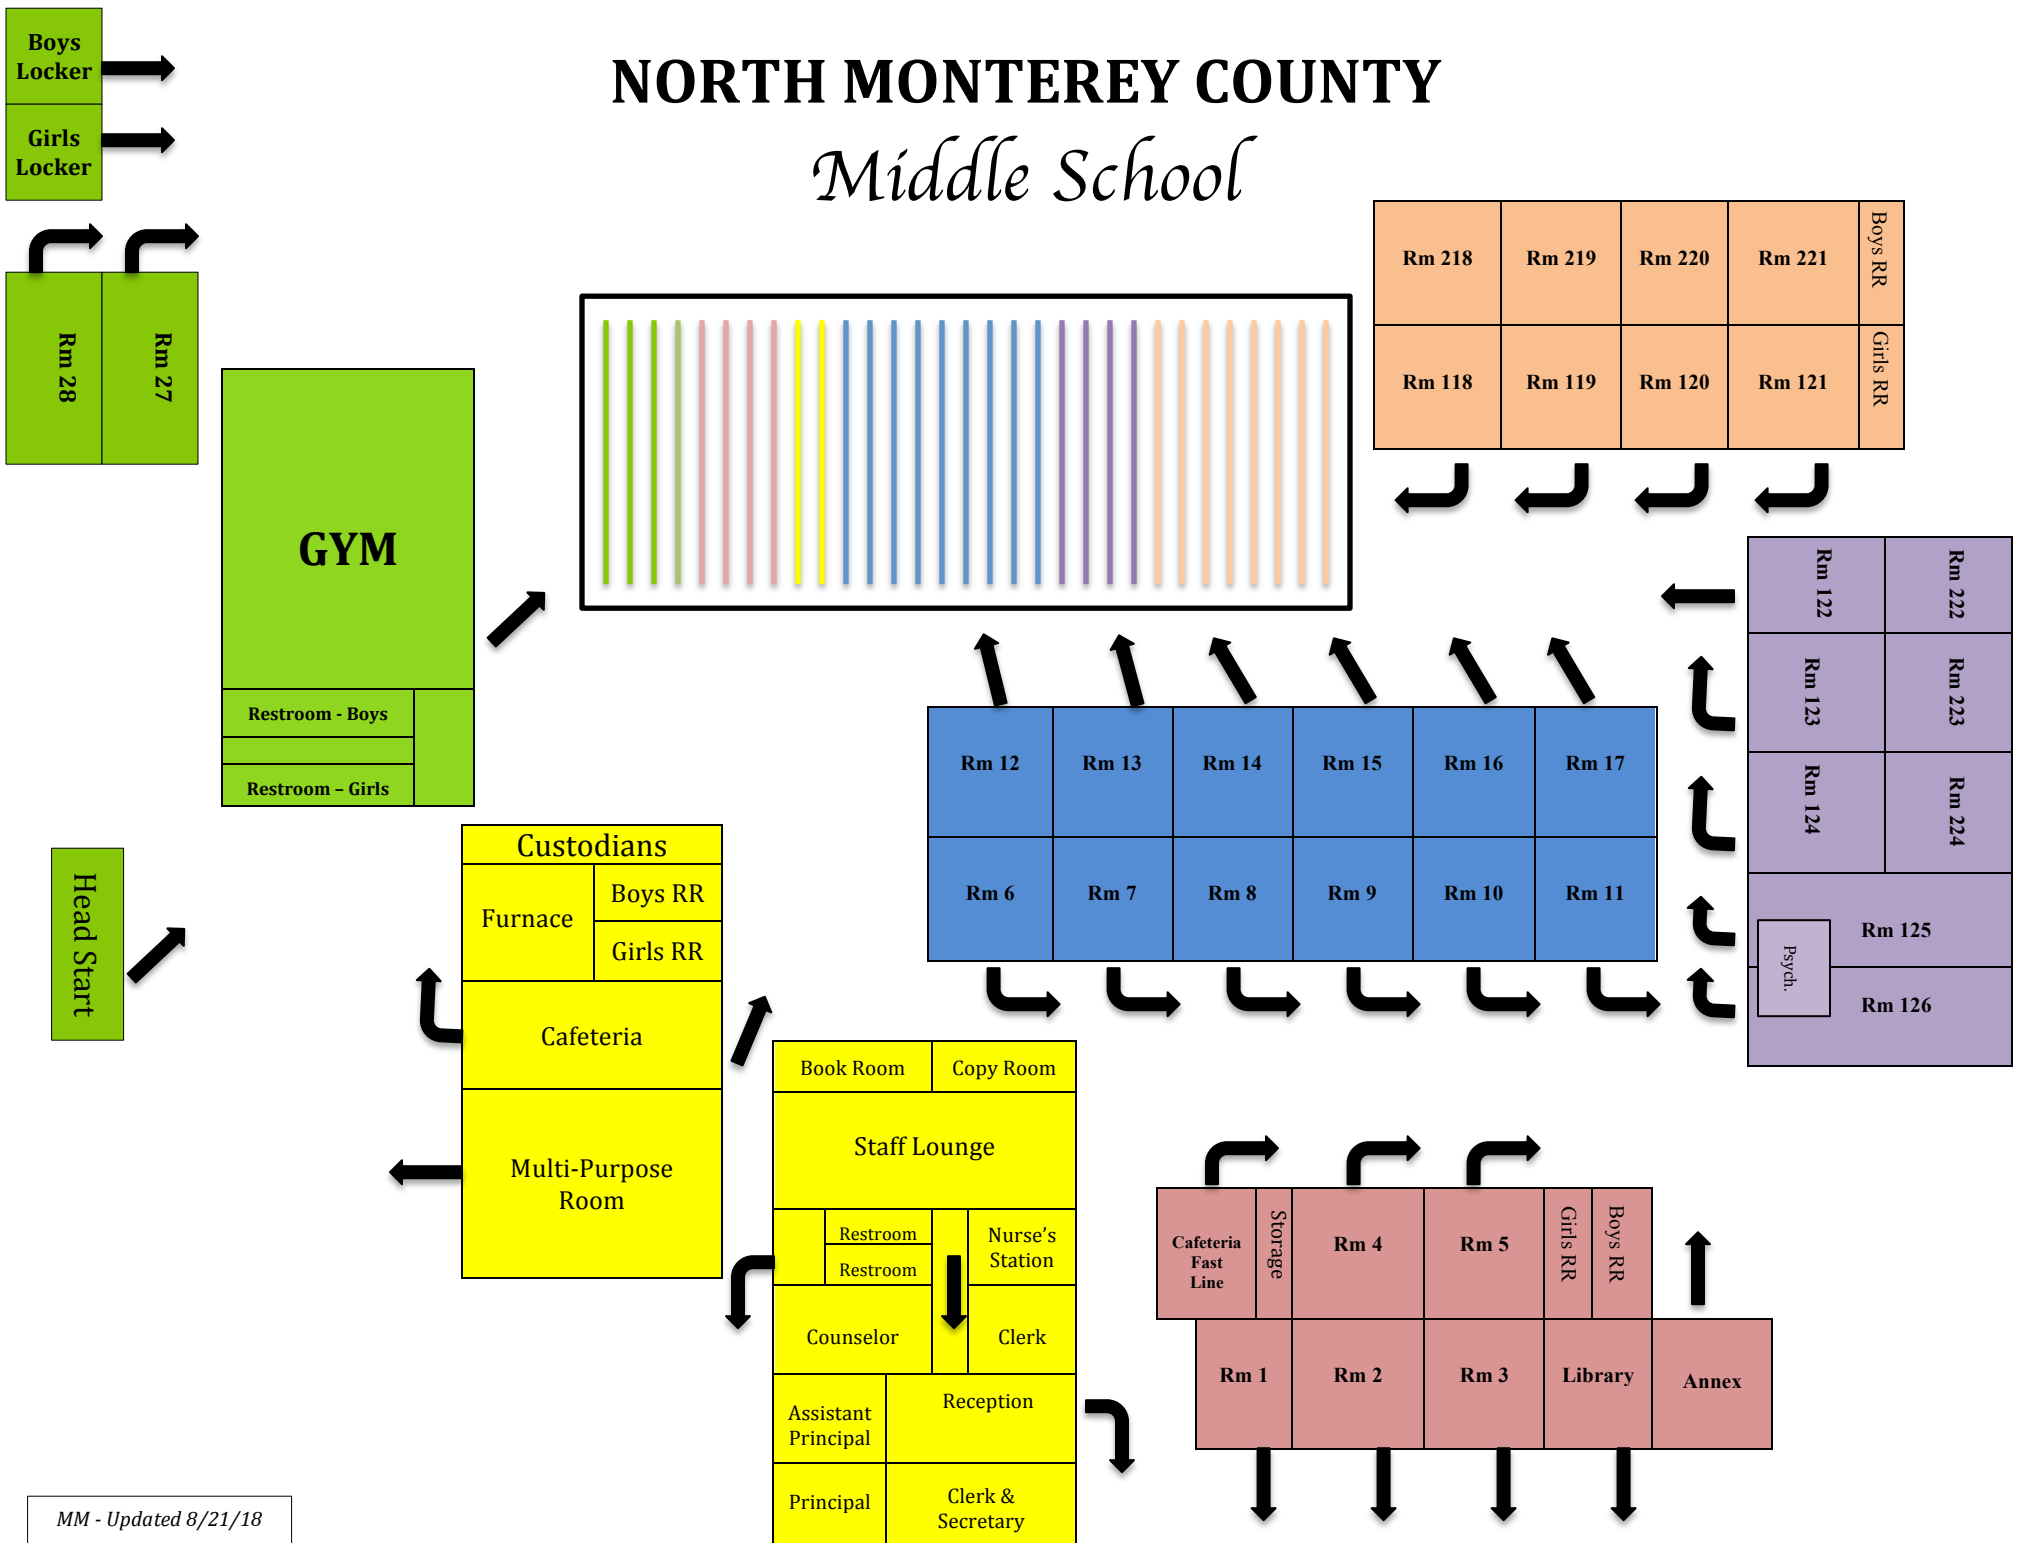 NORTH MONTEREY COUNTY
Middle School
Boys
Locker
Girls
Locker
Rm 28
Rm 27
GYM
Restroom - Boys
Restroom – Girls
Head Start
Rm 218
Rm 219
Rm 220
Rm 221
Boys RR
Rm 118
Rm 119
Rm 120
Rm 121
Girls RR
Rm 122
Rm 222
Rm 123
Rm 223
Rm 124
Rm 224
Rm 125
Psych.
Rm 126
Rm 12
Rm 13
Rm 14
Rm 15
Rm 16
Rm 17
Rm 6
Rm 7
Rm 8
Rm 9
Rm 10
Rm 11
Custodians
Furnace
Boys RR
Girls RR
Cafeteria
Multi-Purpose
Room
Book Room
Copy Room
Staff Lounge
Restroom
Restroom
Nurse’s
Station
Counselor
Clerk
Assistant
Principal
Reception
Principal
Clerk &
Secretary
Cafeteria
Fast
Line
Storage
Rm 4
Rm 5
Girls RR
Boys RR
Rm 1
Rm 2
Rm 3
Library
Annex
MM - Updated 8/21/18